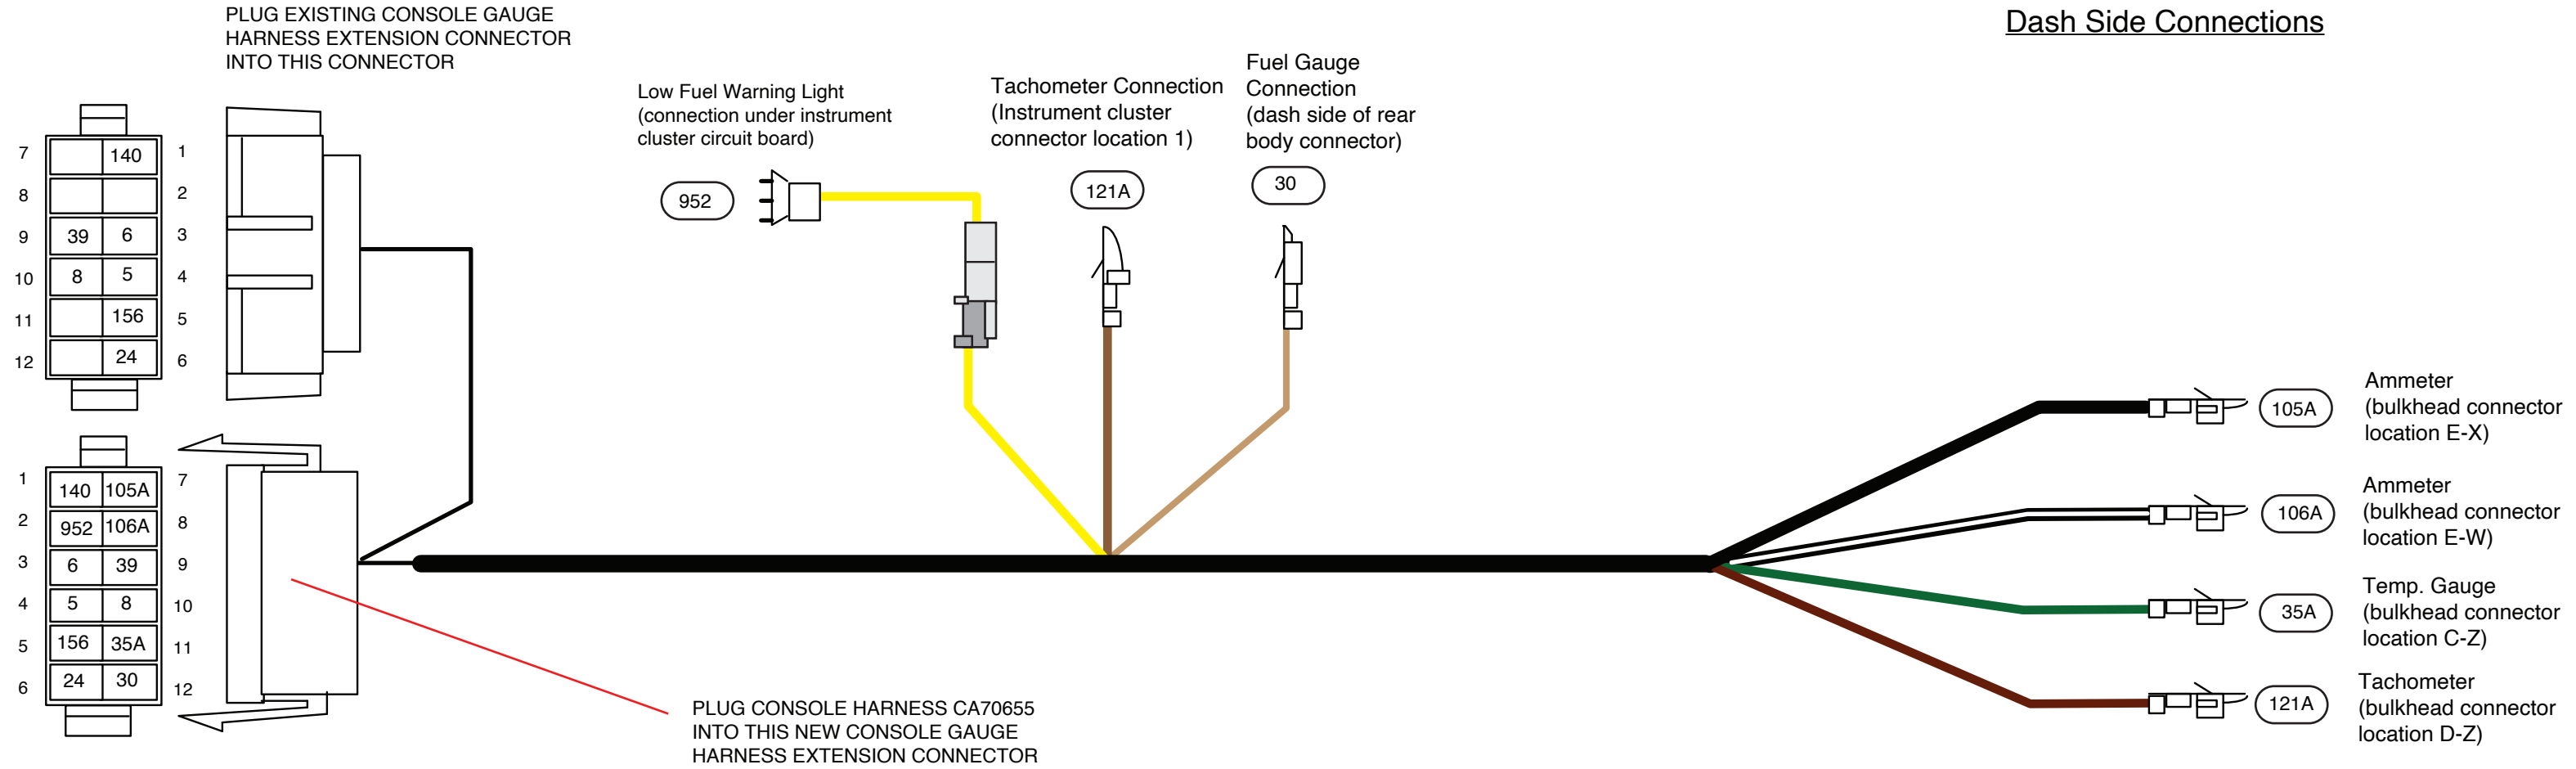 PLUG EXISTING CONSOLE GAUGE
HARNESS EXTENSION CONNECTOR
INTO THIS CONNECTOR
Dash Side Connections
Low Fuel Warning Light
(connection under instrument
cluster circuit board)
952
Tachometer Connection
(Instrument cluster
connector location 1)
121A
Fuel Gauge
Connection
(dash side of rear
body connector)
30
7 140 1
8 2
9 39 6 3
10 8 5 4
11 156 5
12 24 6
1 140 105A 7
2 952 106A 8
3 6 39 9
4 5 8 10
5 156 35A 11
6 24 30 12
PLUG CONSOLE HARNESS CA70655
INTO THIS NEW CONSOLE GAUGE
HARNESS EXTENSION CONNECTOR
105A
Ammeter
(bulkhead connector
location E-X)
106A
Ammeter
(bulkhead connector
location E-W)
35A
Temp. Gauge
(bulkhead connector
location C-Z)
121A
Tachometer
(bulkhead connector
location D-Z)